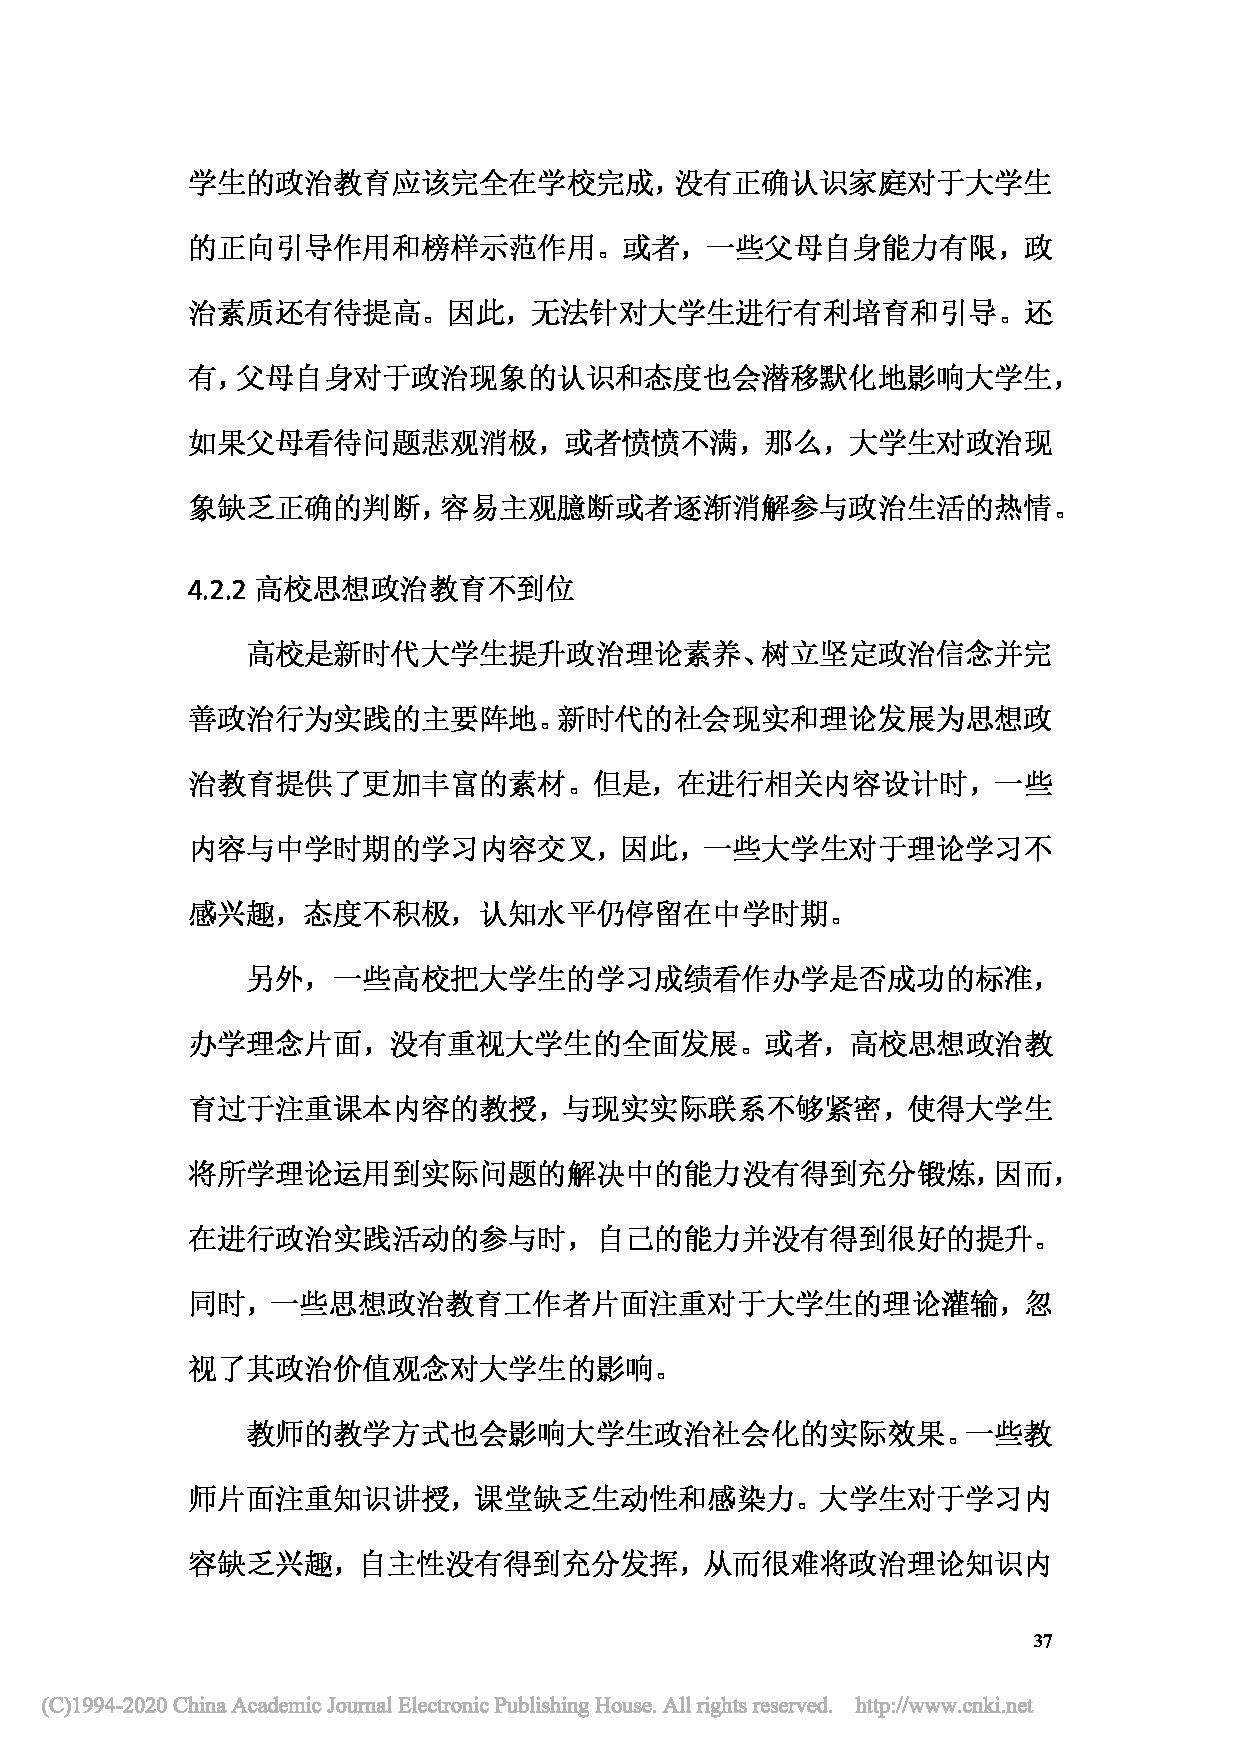 学生的政治教育应该完全在学校完成，没有正确认识家庭对于大学生
的正向引导作用和榜样示范作用。或者，一些父母自身能力有限，政
治素质还有待提高。因此，无法针对大学生进行有利培育和引导。还
有，父母自身对于政治现象的认识和态度也会潜移默化地影响大学生，
如果父母看待问题悲观消极，或者愤愤不满，那么，大学生对政治现
象缺乏正确的判断，容易主观臆断或者逐渐消解参与政治生活的热情。
4.2.2 高校思想政治教育不到位
高校是新时代大学生提升政治理论素养、树立坚定政治信念并完
善政治行为实践的主要阵地。新时代的社会现实和理论发展为思想政
治教育提供了更加丰富的素材。但是，在进行相关内容设计时，一些
内容与中学时期的学习内容交叉，因此，一些大学生对于理论学习不
感兴趣，态度不积极，认知水平仍停留在中学时期。
另外，一些高校把大学生的学习成绩看作办学是否成功的标准，
办学理念片面，没有重视大学生的全面发展。或者，高校思想政治教
育过于注重课本内容的教授，与现实实际联系不够紧密，使得大学生
将所学理论运用到实际问题的解决中的能力没有得到充分锻炼，因而，
在进行政治实践活动的参与时，自己的能力并没有得到很好的提升。
同时，一些思想政治教育工作者片面注重对于大学生的理论灌输，忽
视了其政治价值观念对大学生的影响。
教师的教学方式也会影响大学生政治社会化的实际效果。一些教
师片面注重知识讲授，课堂缺乏生动性和感染力。大学生对于学习内
容缺乏兴趣，自主性没有得到充分发挥，从而很难将政治理论知识内
37
(C)1994-2020 China Academic Journal Electronic Publishing House. All rights reserved. http://www.cnki.net